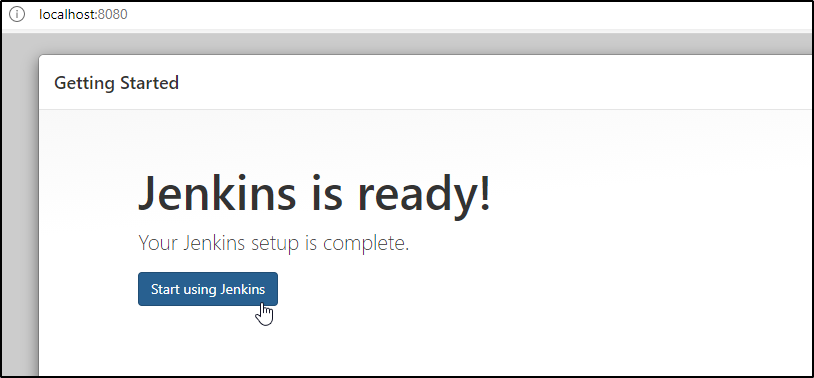 localhost:8080
Getting Started
Jenkins is ready!
Your Jenkins setup is complete.
Start using Jenkins